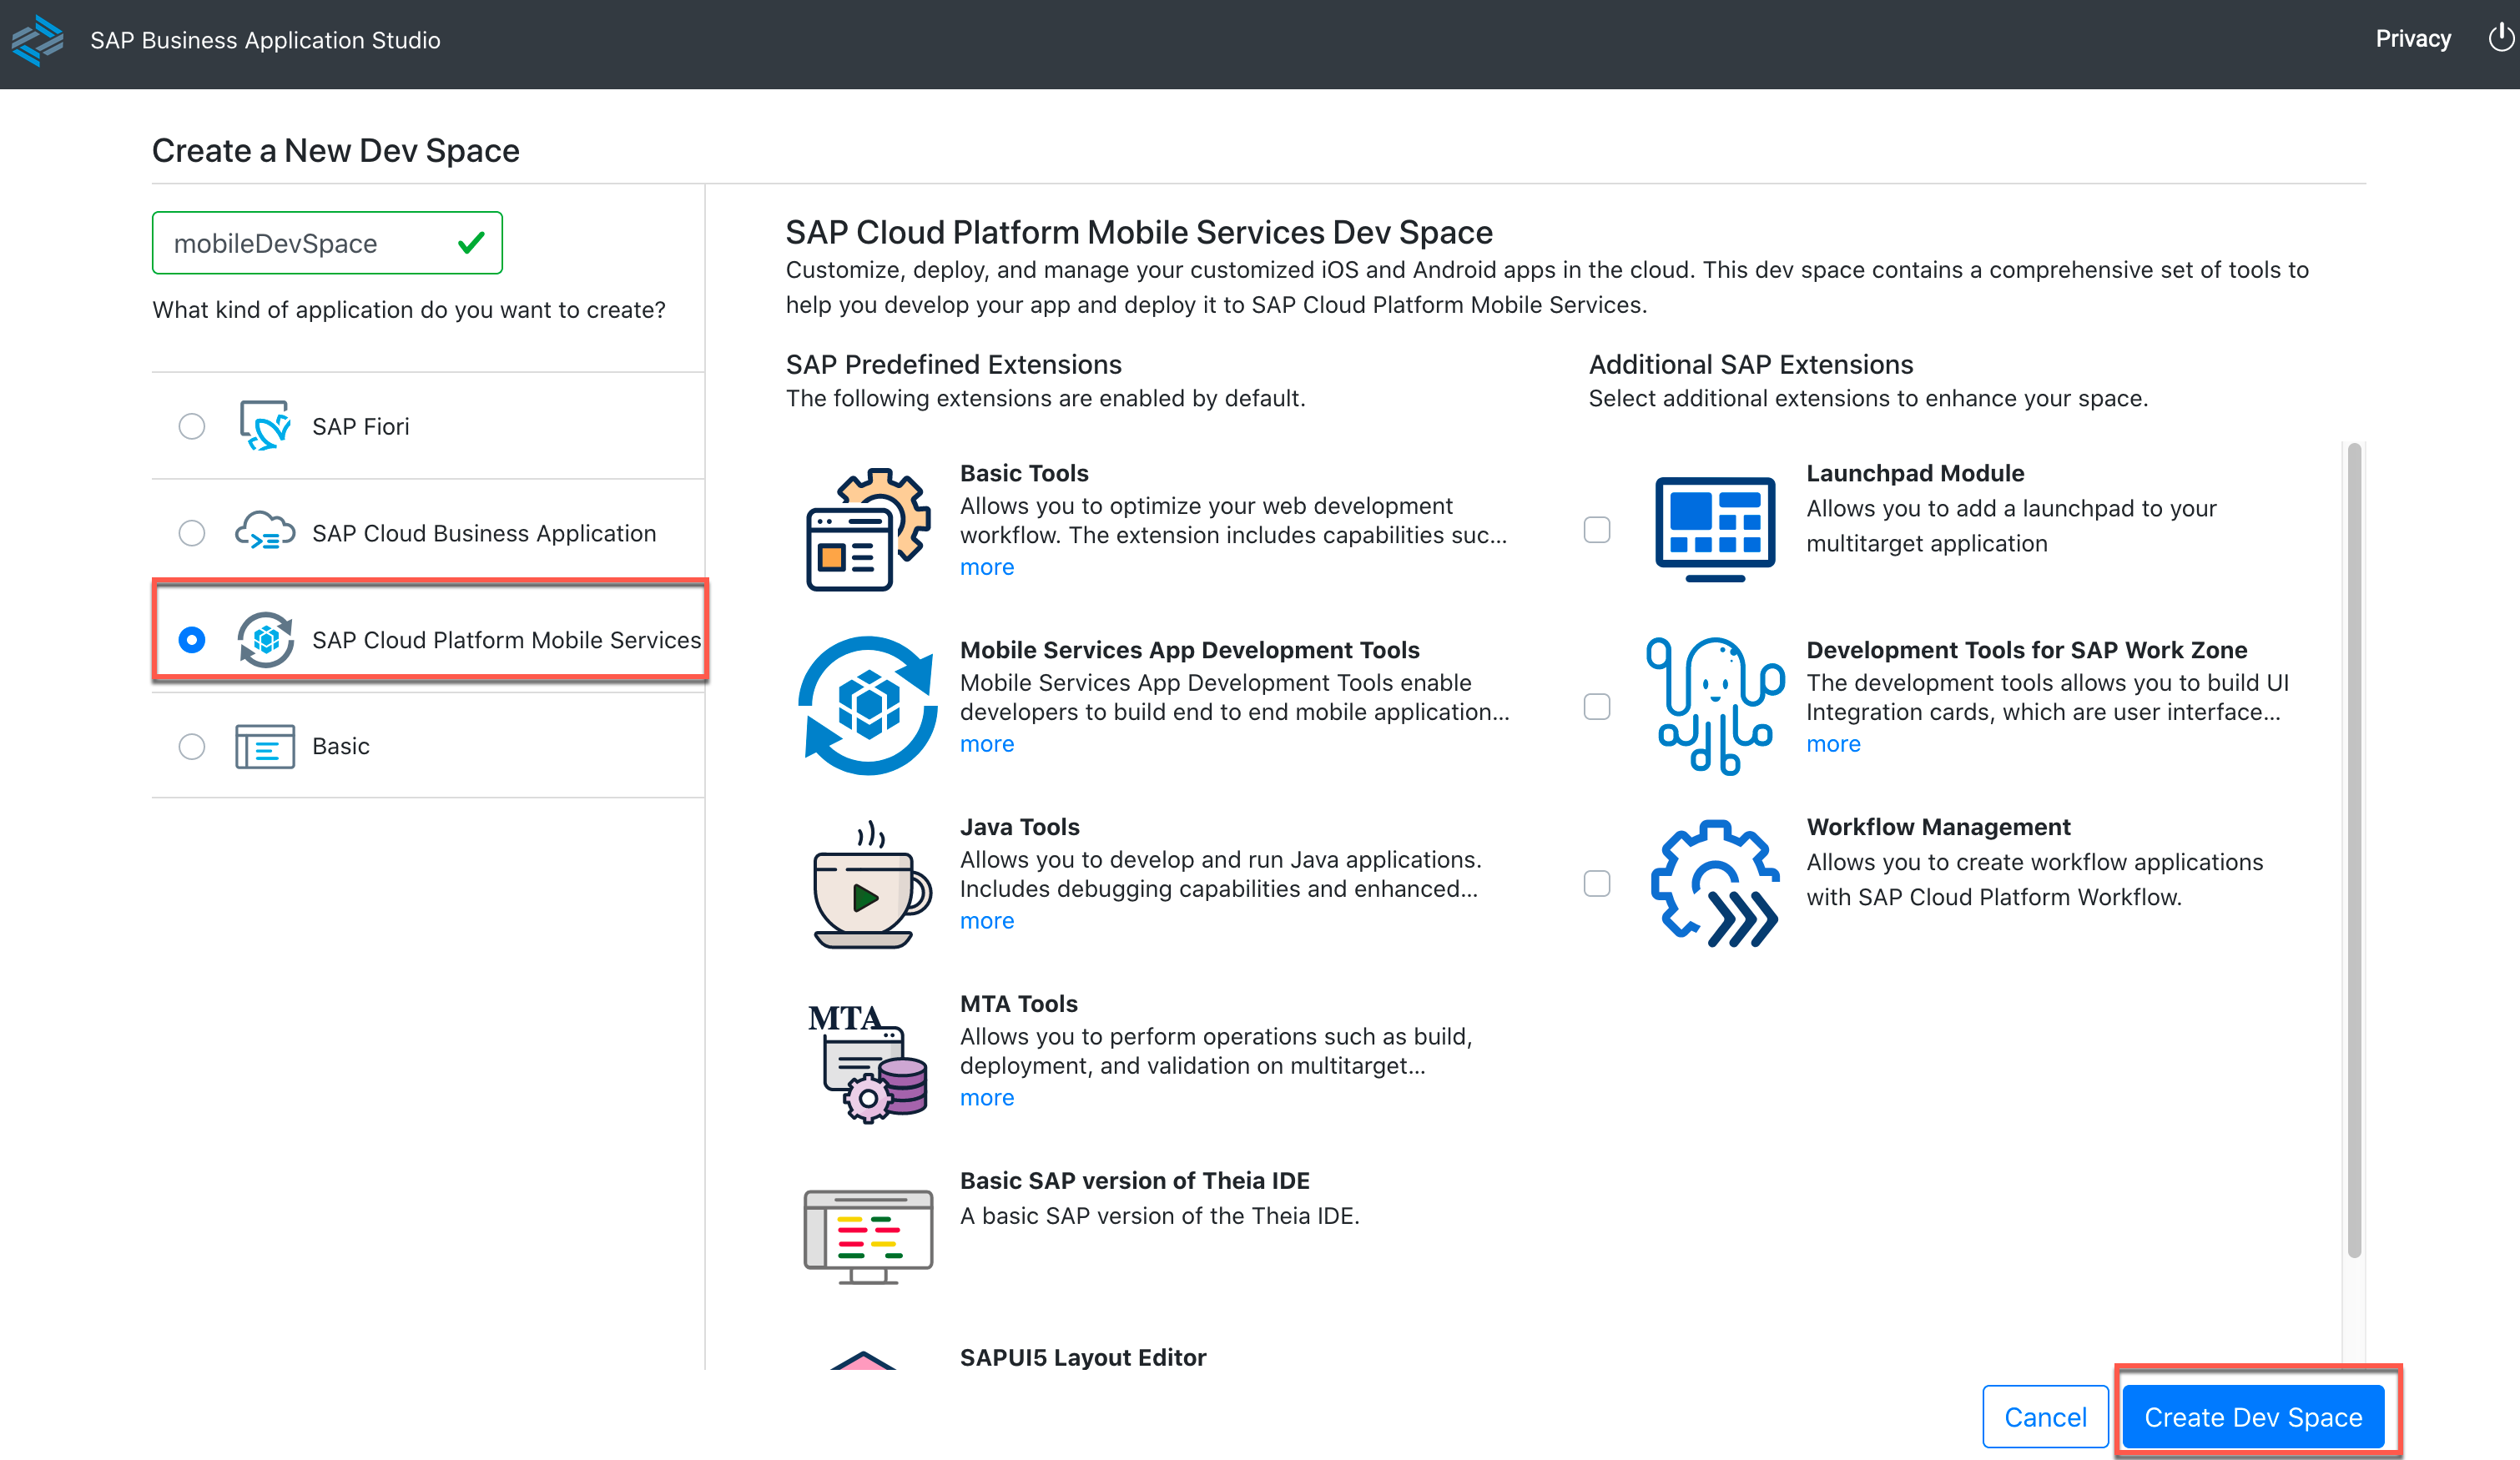 SAP Business Application Studio
Privacy
Create a New Dev Space
mobileDevSpace
What kind of application do you want to create?
SAP Fiori
SAP Cloud Business Application
SAP Cloud Platform Mobile Services
Basic
SAP Cloud Platform Mobile Services Dev Space
Customize, deploy, and manage your customized iOS and Android apps in the cloud. This dev space contains a comprehensive set of tools to
help you develop your app and deploy it to SAP Cloud Platform Mobile Services.
SAP Predefined Extensions
The following extensions are enabled by default.
Basic Tools
Allows you to optimize your web development
workflow. The extension includes capabilities suc...
more
Mobile Services App Development Tools
Mobile Services App Development Tools enable
developers to build end to end mobile application...
more
Java Tools
Allows you to develop and run Java applications.
Includes debugging capabilities and enhanced...
more
MTA
MTA Tools
Allows you to perform operations such as build,
deployment, and validation on multitarget...
more
Basic SAP version of Theia IDE
A basic SAP version of the Theia IDE.
SAPUI5 Layout Editor
Additional SAP Extensions
Select additional extensions to enhance your space.
Launchpad Module
Allows you to add a launchpad to your
multitarget application
Development Tools for SAP Work Zone
The development tools allows you to build UI
Integration cards, which are user interface...
more
Workflow Management
Allows you to create workflow applications
with SAP Cloud Platform Workflow.
Cancel
Create Dev Space